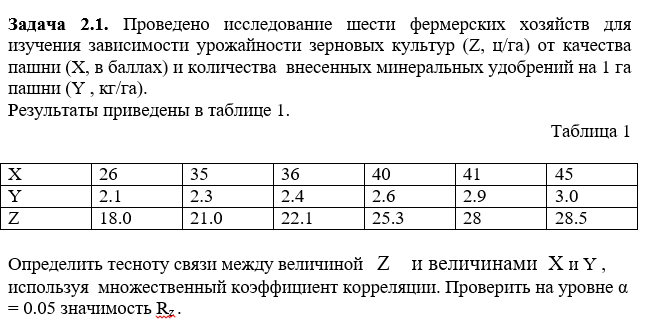 Задача 2.1. Проведено исследование шести фермерских хозяйств для
изучения зависимости урожайности зерновых культур (Z, ц/га) от качества
пашни (X, в баллах) и количества внесенных минеральных удобрений на 1 га
пашни (Y , кг/га).
Результаты приведены в таблице 1.
Таблица 1
X 26 35 36 40 41 45
Y 2.1 2.3 2.4 2.6 2.9 3.0
Z 18.0 21.0 22.1 25.3 28 28.5
Определить тесноту связи между величиной Z и величинами X и Y ,
используя множественный коэффициент корреляции. Проверить на уровне α
= 0.05 значимость Rz.